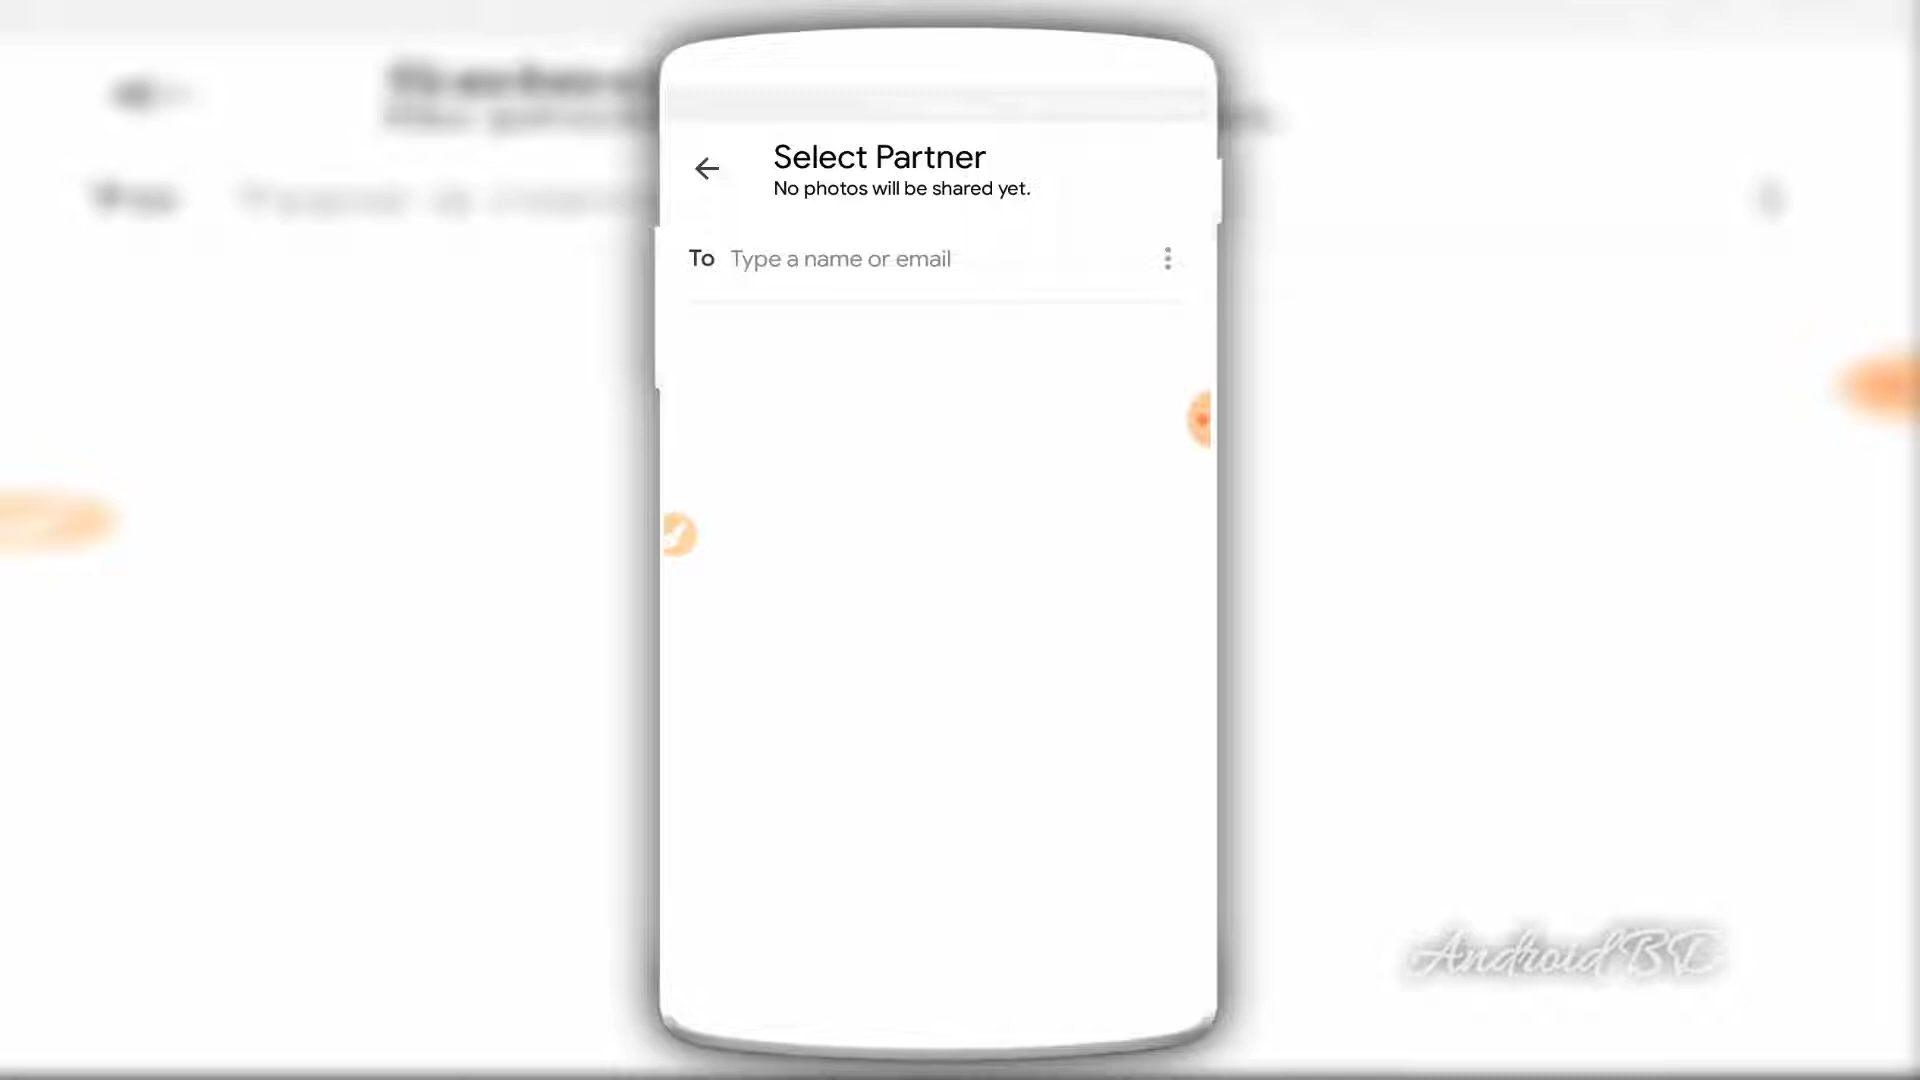 Select Partner
No photos will be shared yet.
To Type a name or email
AndroidBD